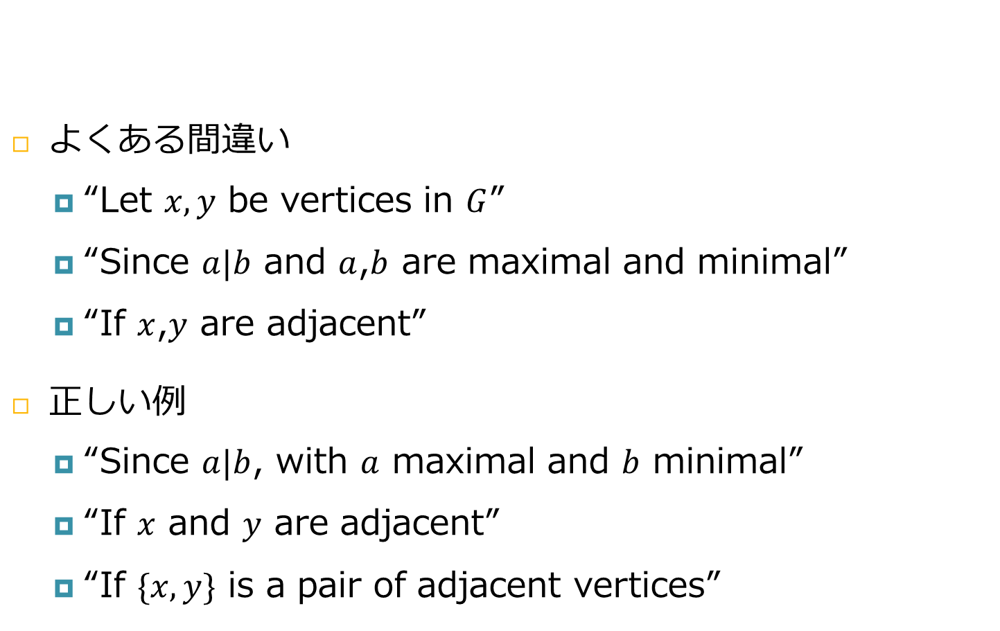 よくある間違い
“Let 𝑥, 𝑦 be vertices in 𝐺”
“Since 𝑎|𝑏 and 𝑎,𝑏 are maximal and minimal”
“If 𝑥,𝑦 are adjacent”
正しい例
“Since 𝑎|𝑏, with 𝑎 maximal and 𝑏 minimal”
“If 𝑥 and 𝑦 are adjacent”
“If {𝑥, 𝑦} is a pair of adjacent vertices”